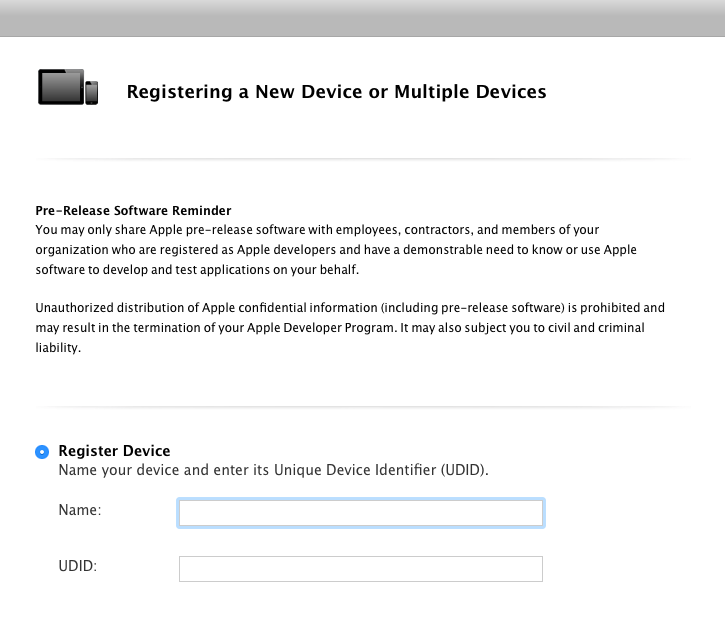 Registering a New Device or Multiple Devices
Pre-Release Software Reminder
You may only share Apple pre-release software with employees, contractors, and members of your
organization who are registered as Apple developers and have a demonstrable need to know or use Apple
software to develop and test applications on your behalf.
Unauthorized distribution of Apple confidential information (including pre-release software) is prohibited and
may result in the termination of your Apple Developer Program. It may also subject you to civil and criminal
liability.
Register Device
Name your device and enter its Unique Device Identifier (UDID).
Name:
UDID: